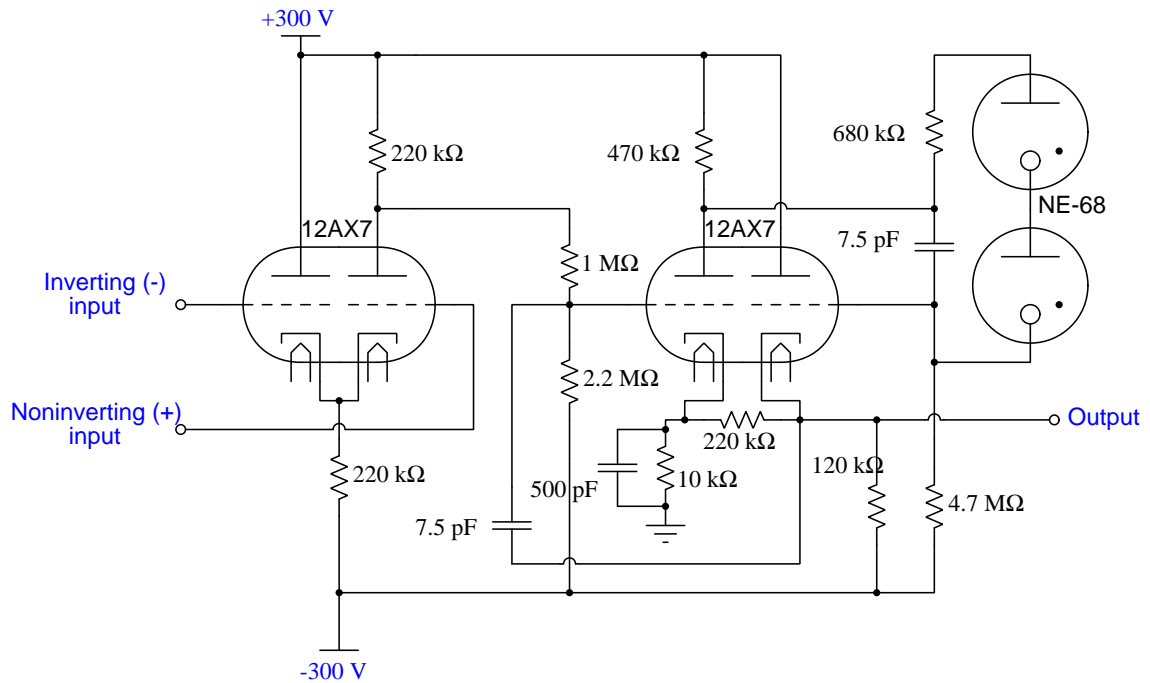 +300 V
220 kΩ
470 kΩ
680 kΩ
NE-68
12AX7
12AX7
7.5 pF
1 MΩ
Inverting (-)
input
2.2 MΩ
Noninverting (+)
input
Output
220 kΩ
120 kΩ
220 kΩ
10 kΩ
500 pF
4.7 MΩ
7.5 pF
-300 V